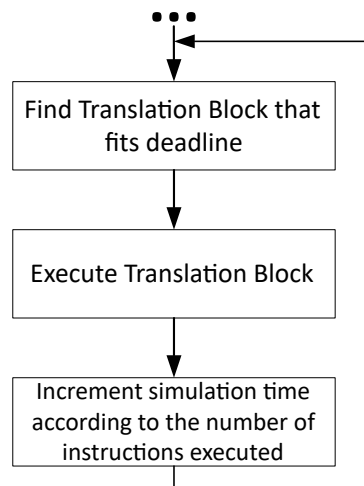 ...
Find Translation Block that
fits deadline
Execute Translation Block
Increment simulation time
according to the number of
instructions executed